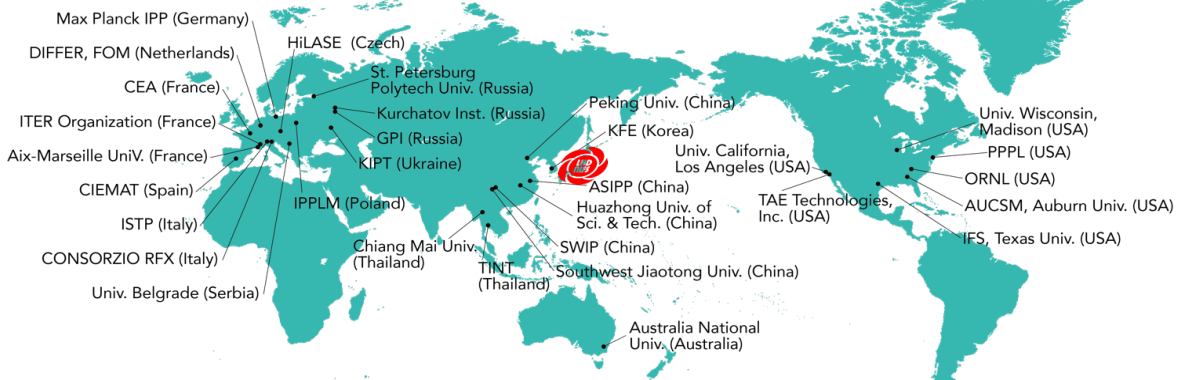 Max Planck IPP (Germany)
DIFFER, FOM (Netherlands)
CEA (France)
ITER Organization (France)
Aix-Marseille UniV. (France)
CIEMAT (Spain)
ISTP (Italy)
CONSORZIO RFX (Italy)
Univ. Belgrade (Serbia)
HiLASE (Czech)
St. Petersburg
Polytech Univ. (Russia)
Kurchatov Inst. (Russia)
GPI (Russia)
KIPT (Ukraine)
IPPLM (Poland)
Chiang Mai Univ.
(Thailand)
TINT
(Thailand)
Peking Univ. (China)
KFE (Korea)
ASIPP (China)
Huazhong Univ. of
Sci. & Tech. (China)
SWIP (China)
Southwest Jiaotong Univ. (China)
Australia National
Univ. (Australia)
Univ. California,
Los Angeles (USA)
TAE Technologies,
Inc. (USA)
Univ. Wisconsin,
Madison (USA)
PPPL (USA)
ORNL (USA)
AUCSM, Auburn Univ. (USA)
IFS, Texas Univ. (USA)